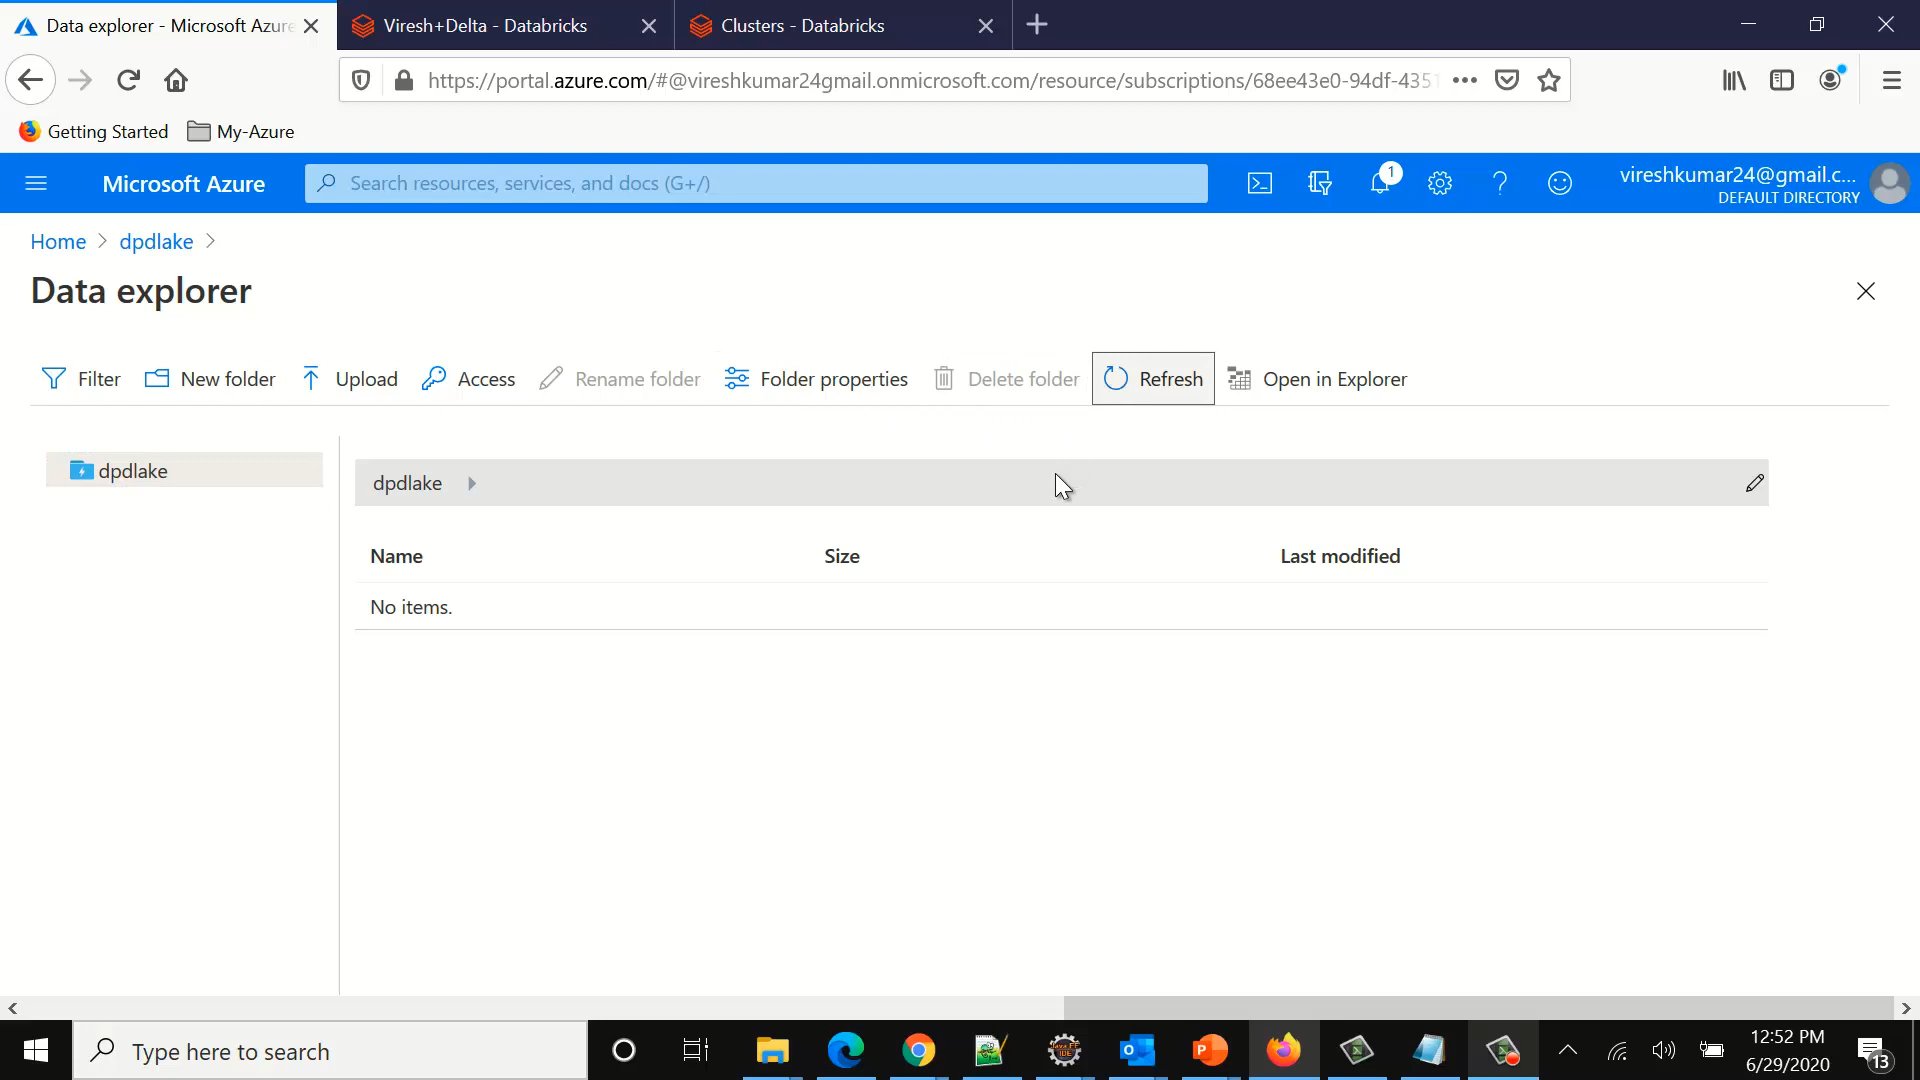 Data explorer - Microsoft Azure
Viresh+Delta - Databricks
Clusters - Databricks
https://portal.azure.com/#@vireshkumar24gmail.onmicrosoft.com/resource/subscriptions/68ee43e0-94df-4351
Getting Started
My-Azure
Microsoft Azure
Search resources, services, and docs (G+/)
1
vireshkumar24@gmail.c...
DEFAULT DIRECTORY
Home > dpdlake >
Data explorer
Filter
New folder
Upload
Access
Rename folder
Folder properties
Delete folder
Refresh
Open in Explorer
dpdlake
dpdlake
Name
Size
Last modified
No items.
Type here to search
12:52 PM
6/29/2020
13